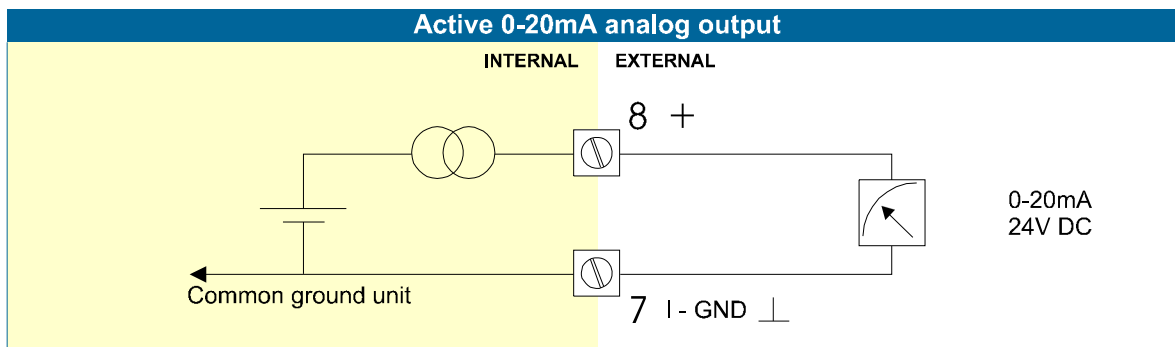 Active 0-20mA analog output
INTERNAL EXTERNAL
8 +
0-20mA
24V DC
Common ground unit
7 I - GND ⊥